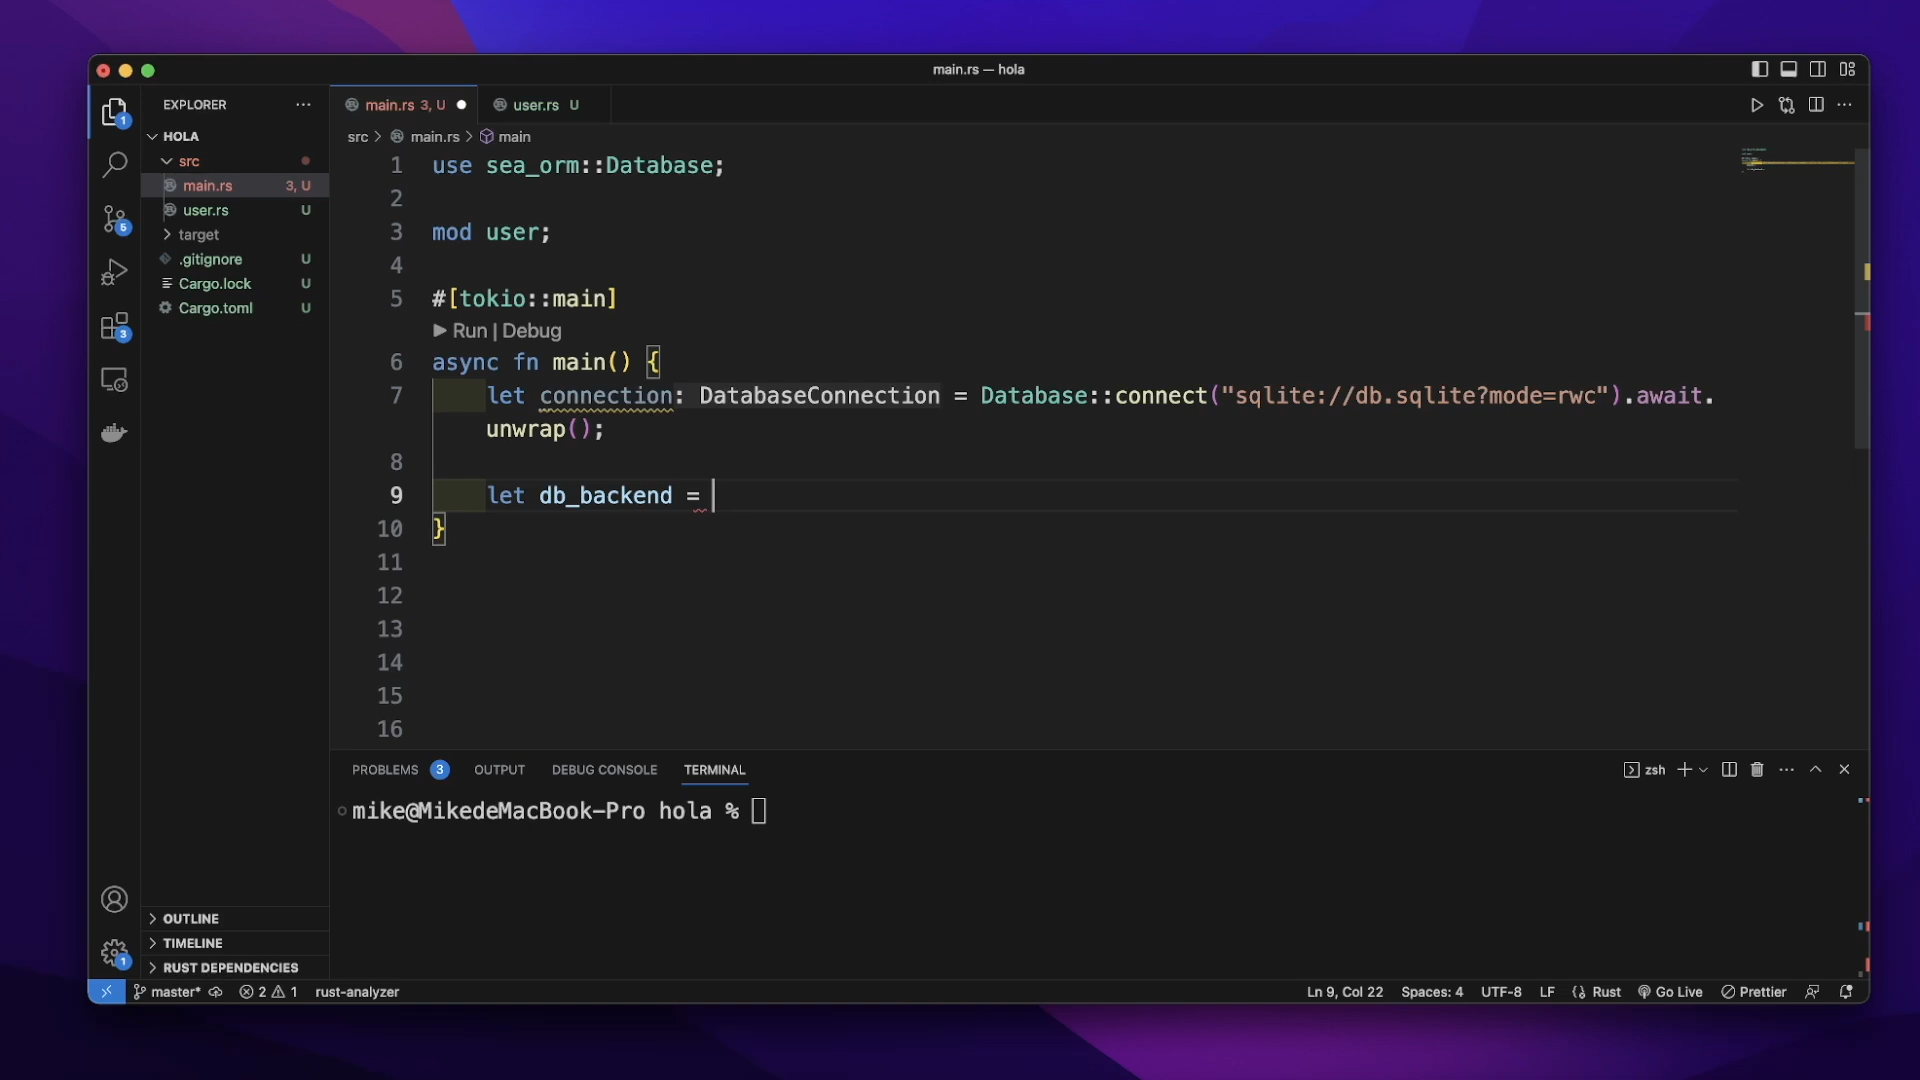 main.rs — hola
EXPLORER
HOLA
src
main.rs 3, U
user.rs U
target
.gitignore U
Cargo.lock U
Cargo.toml U
OUTLINE
TIMELINE
RUST DEPENDENCIES
1
5
3
1
main.rs 3, U
user.rs U
src > main.rs > main
1 use sea_orm::Database;
2
3 mod user;
4
5 #[tokio::main]
Run | Debug
6 async fn main() {
7 let connection: DatabaseConnection = Database::connect("sqlite://db.sqlite?mode=rwc").await.
unwrap();
8
9 let db_backend =
10 }
11
12
13
14
15
16
PROBLEMS 3 OUTPUT DEBUG CONSOLE TERMINAL
zsh
mike@MikedeMacBook-Pro hola %
master* 2 1 rust-analyzer
Ln 9, Col 22 Spaces: 4 UTF-8 LF Rust Go Live Prettier